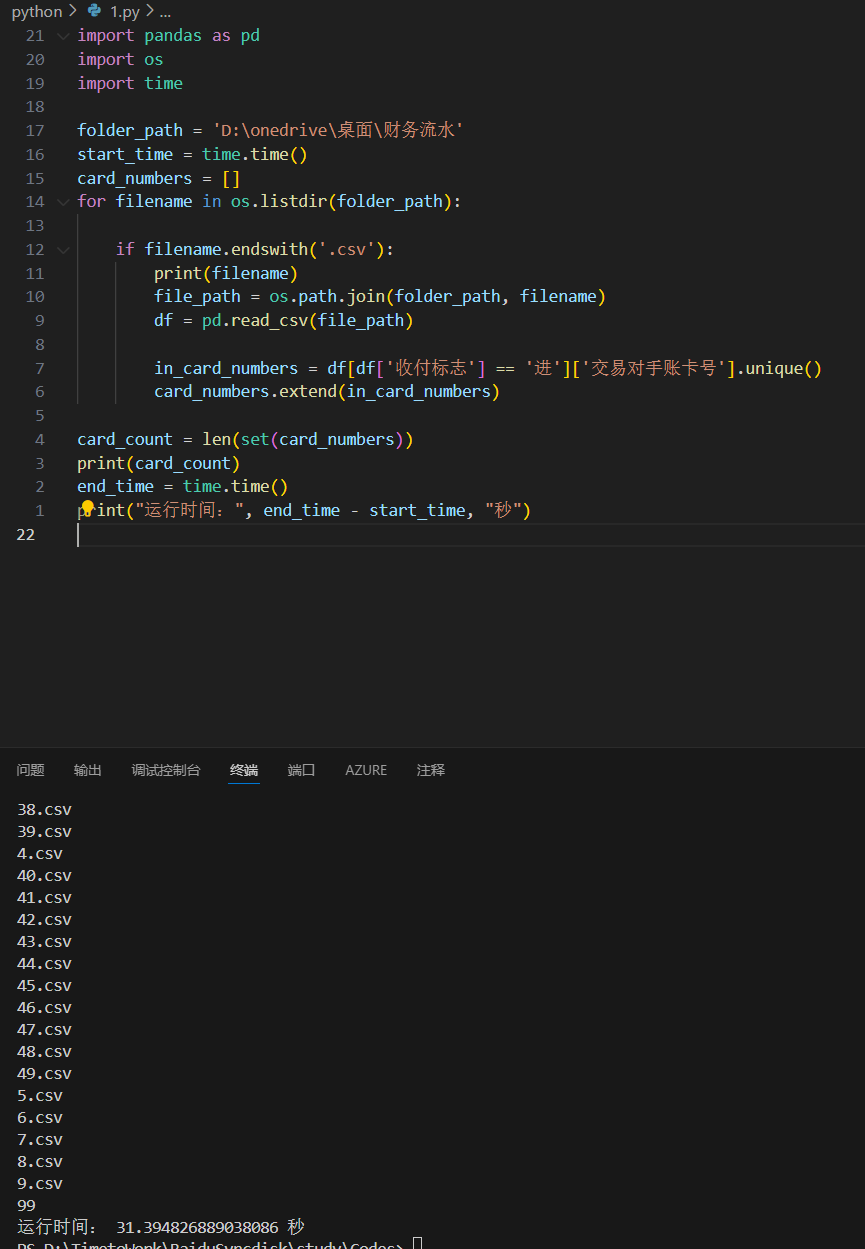 python > 1.py > ...
21 import pandas as pd
20 import os
19 import time
18
17 folder_path = 'D:\onedrive\桌面\财务流水'
16 start_time = time.time()
15 card_numbers = []
14 for filename in os.listdir(folder_path):
13
12 if filename.endswith('.csv'):
11 print(filename)
10 file_path = os.path.join(folder_path, filename)
9 df = pd.read_csv(file_path)
8
7 in_card_numbers = df[df['收付标志'] == '进']['交易对手账卡号'].unique()
6 card_numbers.extend(in_card_numbers)
5
4 card_count = len(set(card_numbers))
3 print(card_count)
2 end_time = time.time()
1 print("运行时间：", end_time - start_time, "秒")
22
问题 输出 调试控制台 终端 端口 AZURE 注释
38.csv
39.csv
4.csv
40.csv
41.csv
42.csv
43.csv
44.csv
45.csv
46.csv
47.csv
48.csv
49.csv
5.csv
6.csv
7.csv
8.csv
9.csv
99
运行时间： 31.394826889038086 秒
PS D:\TimetoWork\BaiduSyncdisk\study\Codes>